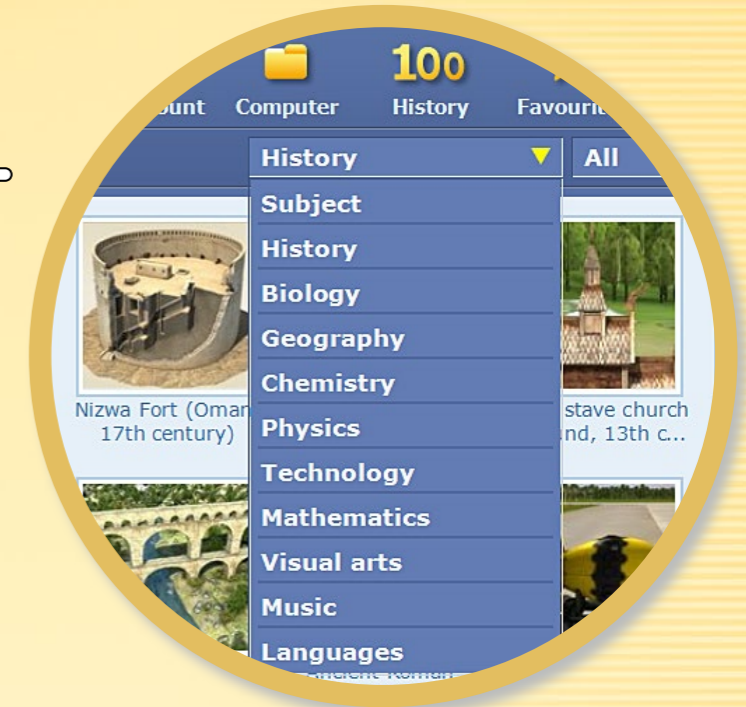 Computer
100
History
History
All
Subject
History
Biology
Geography
Chemistry
Physics
Technology
Mathematics
Visual arts
Music
Languages
Nizwa Fort (Oman
17th century)
stave church
13th c...